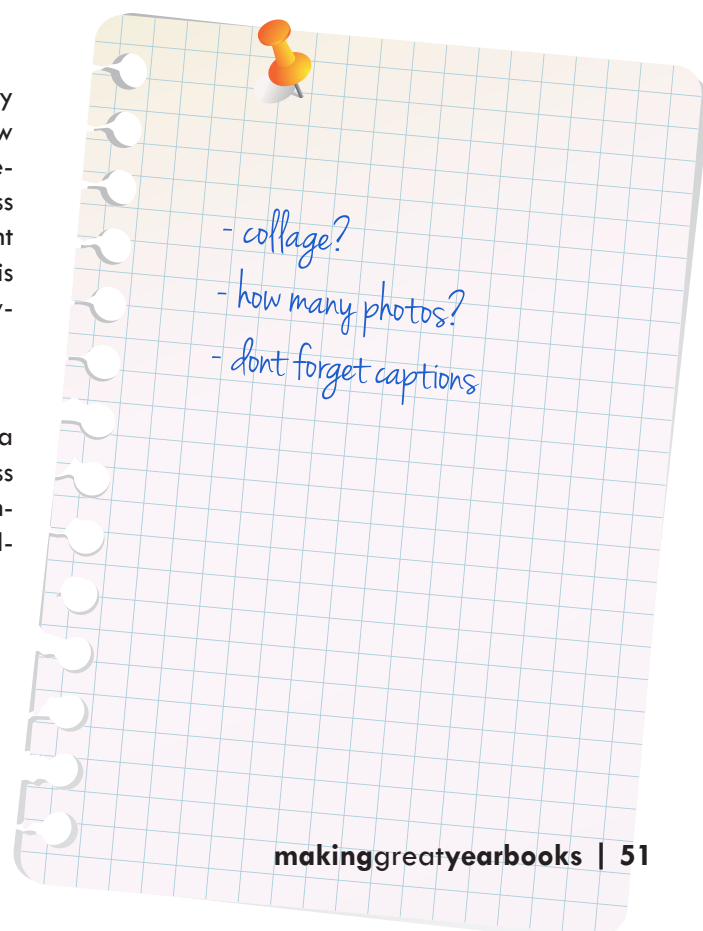 - collage?
- how many photos?
- dont forget captions
makinggreatyearbooks | 51